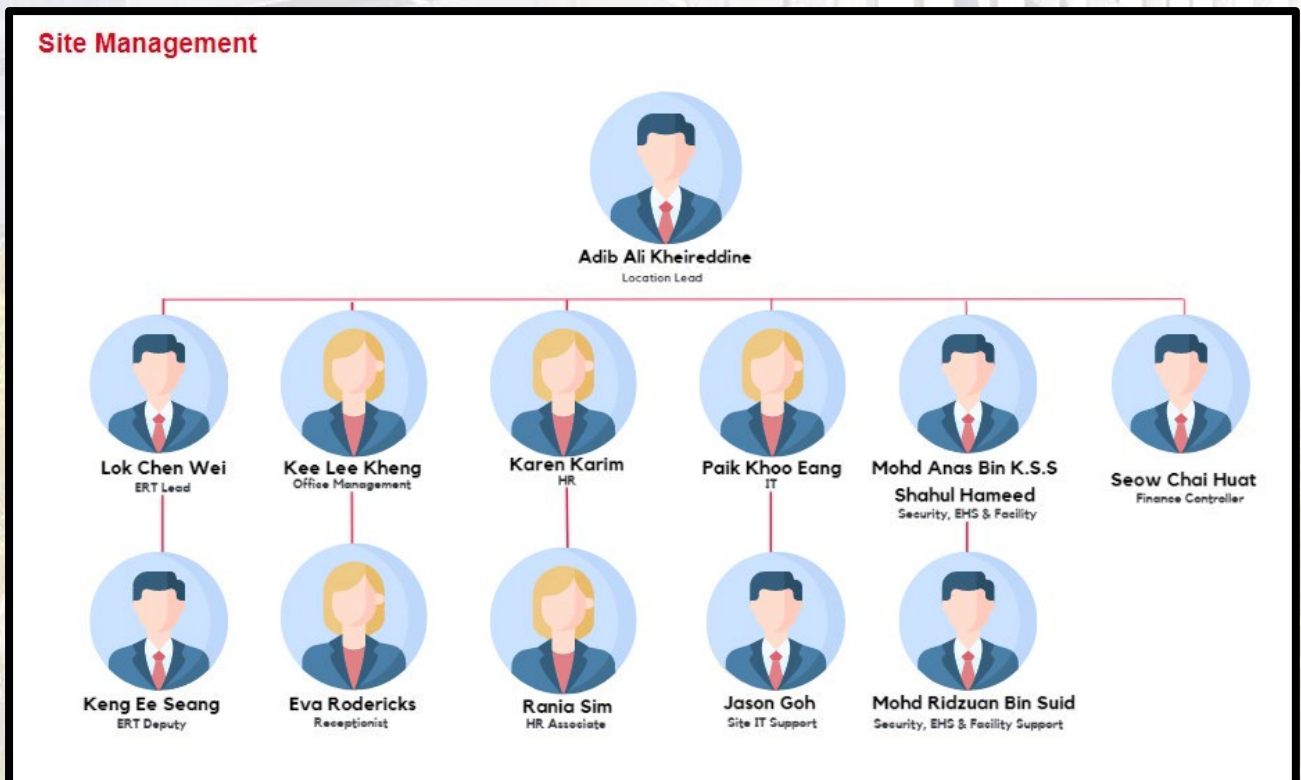 Site Management
Adib Ali Kheireddine
Location Lead
Lok Chen Wei
ERT Lead
Kee Lee Kheng
Office Management
Karen Karim
HR
Paik Khoo Eang
IT
Mohd Anas Bin K.S.S
Shahul Hameed
Security, EHS & Facility
Seow Chai Huat
Finance Controller
Keng Ee Seang
ERT Deputy
Eva Rodericks
Receptionist
Rania Sim
HR Associate
Jason Goh
Site IT Support
Mohd Ridzuan Bin Suid
Security, EHS & Facility Support